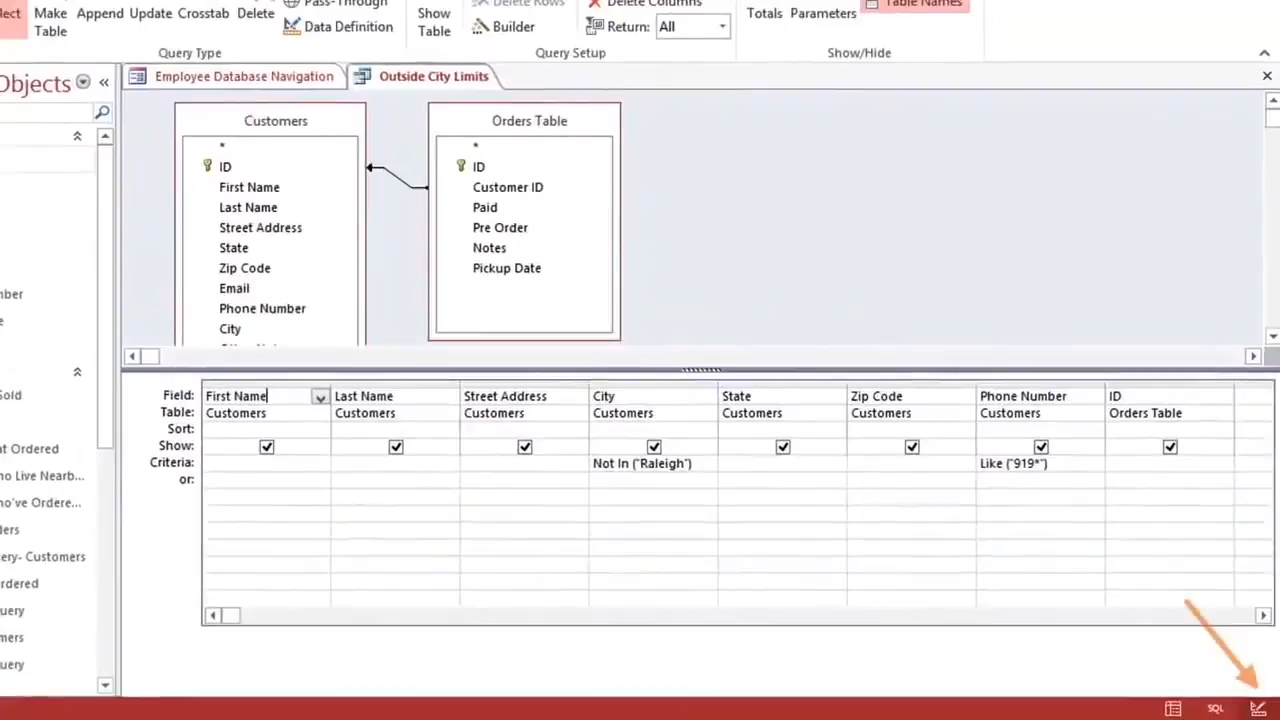 Pass-Through
Delete Rows
Delete Columns
Table Names
lect
Make
Table
Append
Update
Crosstab
Delete
Data Definition
Show
Table
Builder
Return: All
Totals
Parameters
Query Type
Query Setup
Show/Hide
Objects
Employee Database Navigation
Outside City Limits
Customers
*
ID
First Name
Last Name
Street Address
State
Zip Code
Email
Phone Number
City
Orders Table
*
ID
Customer ID
Paid
Pre Order
Notes
Pickup Date
mber
e
Sold
at Ordered
no Live Nearb...
ho've Ordere...
ders
ery- Customers
rdered
uery
mers
uery
Field: First Name Last Name Street Address City State Zip Code Phone Number ID
Table: Customers Customers Customers Customers Customers Customers Customers Orders Table
Sort:
Show:
Criteria: Not In ("Raleigh") Like ("919*")
or:
SQL